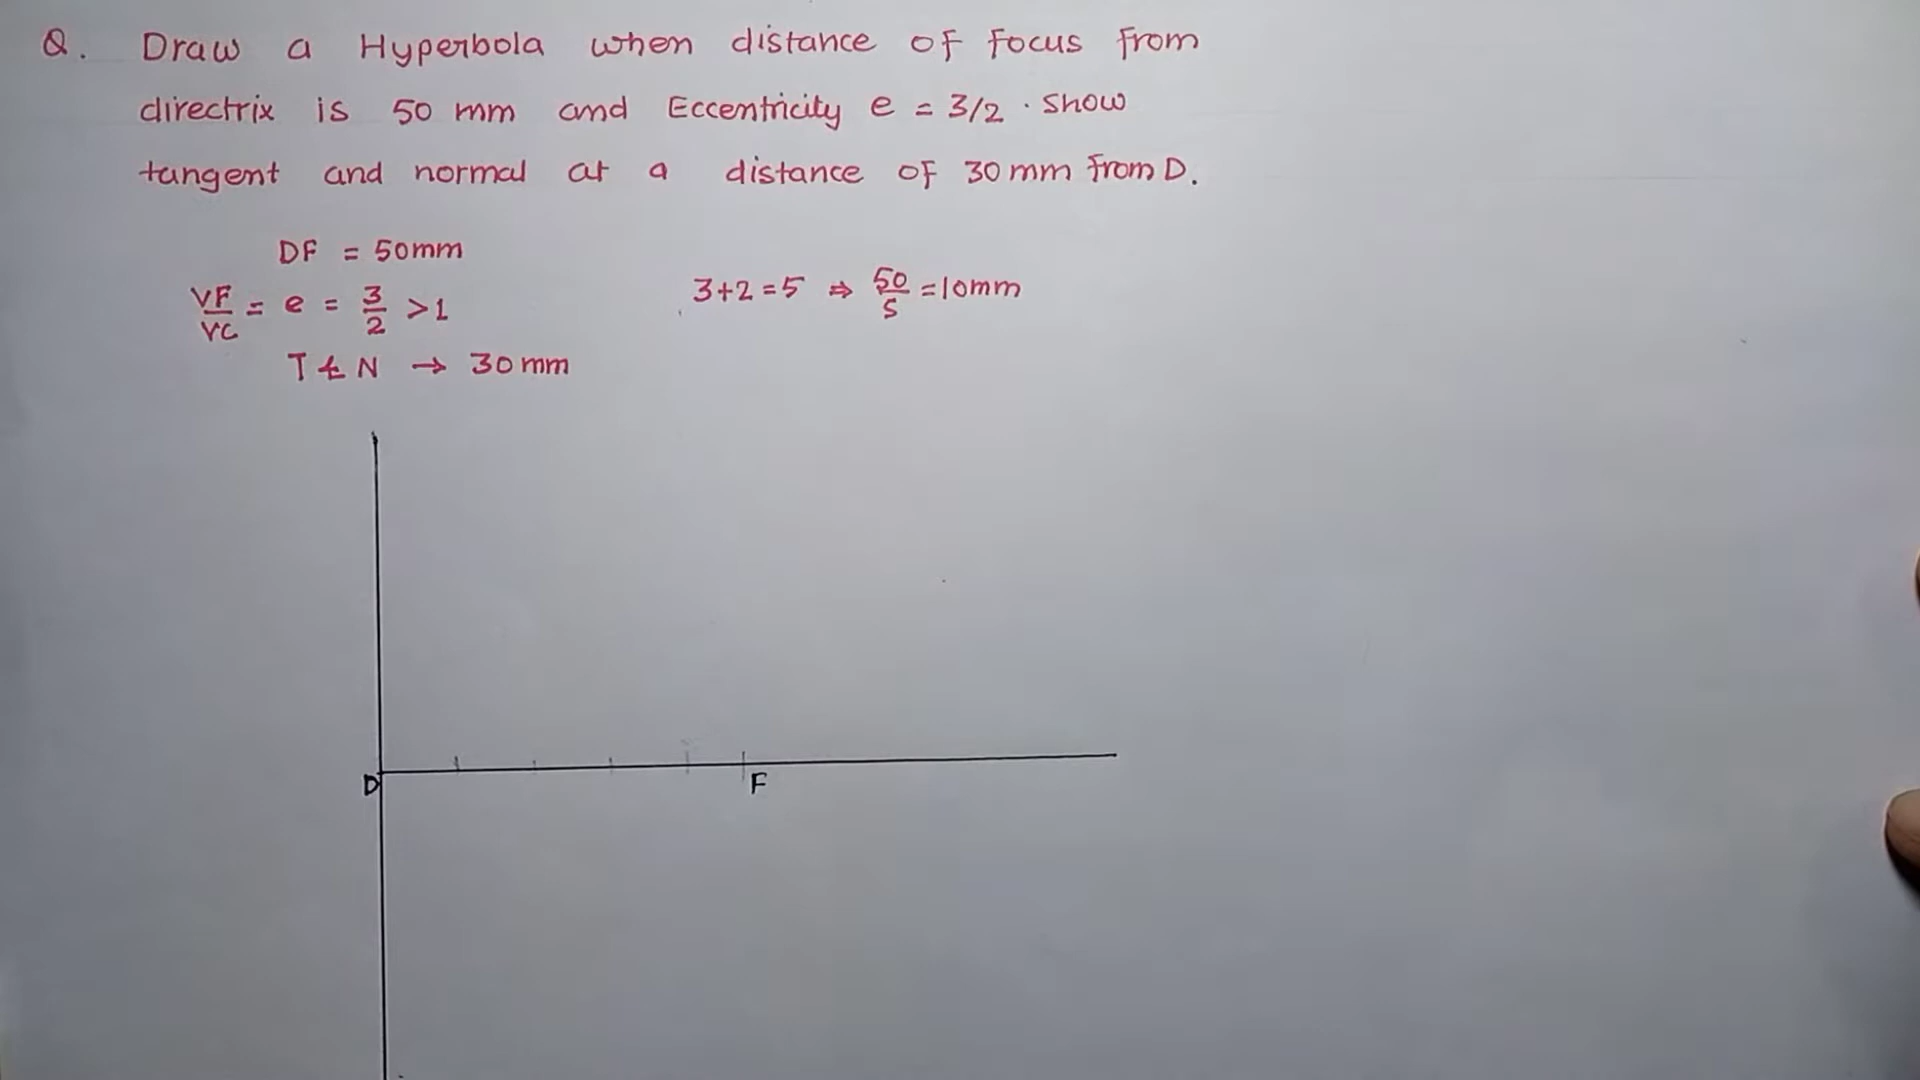 Q. Draw a Hyperbola when distance of Focus From
directrix is 50 mm and Eccentricity e = 3/2 . Show
tangent and normal at a distance of 30 mm From D.
DF = 50mm
VF/VC = e = 3/2 >1
3+2=5 ⇒ 50/5 =10mm
T & N → 30 mm
D
F